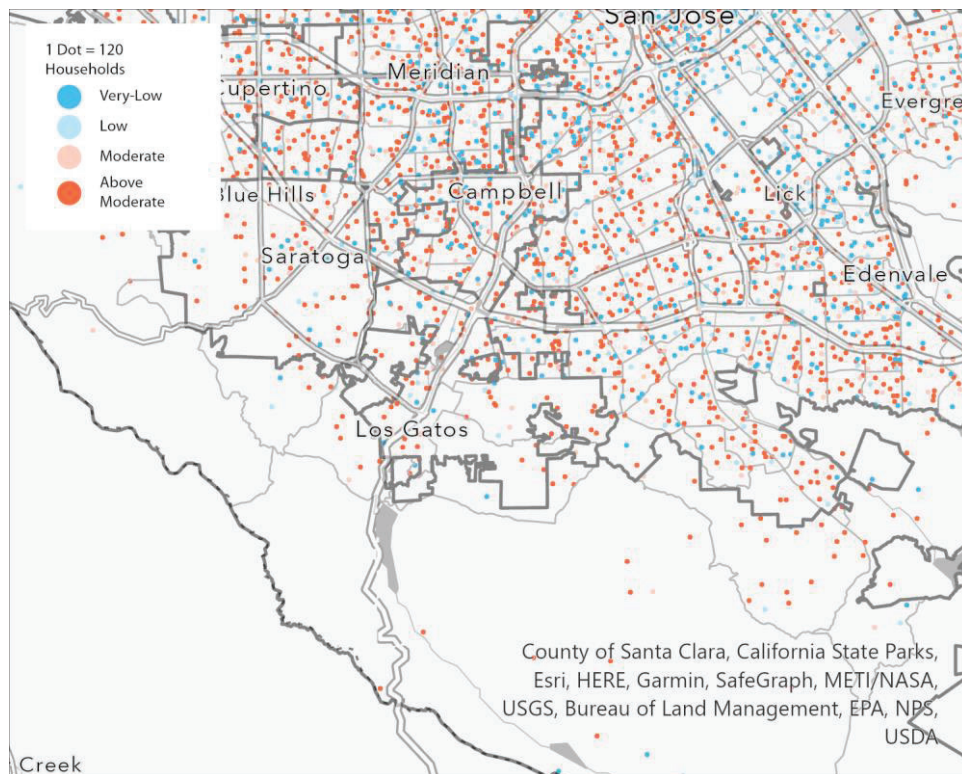 San Jose
1 Dot = 120
Households
Very-Low
Low
Moderate
Above
Moderate
Meridian
Cupertino
Evergre
Blue Hills
Campbell
Lick
Saratoga
Edenvale
S
Los Gatos
County of Santa Clara, California State Parks,
Esri, HERE, Garmin, SafeGraph, METI/NASA,
USGS, Bureau of Land Management, EPA, NPS,
USDA
Creek